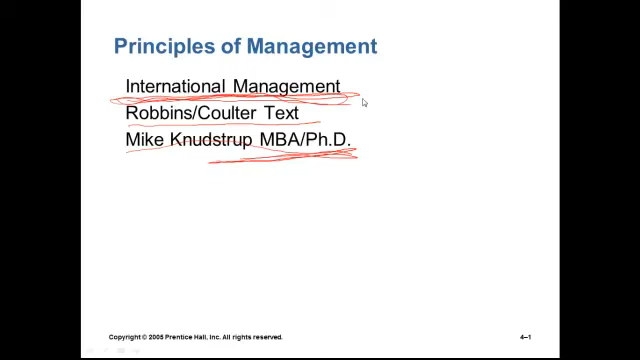 Principles of Management
International Management
Robbins/Coulter Text
Mike Knudstrup MBA/Ph.D.
Copyright © 2005 Prentice Hall, Inc. All rights reserved.
4–1